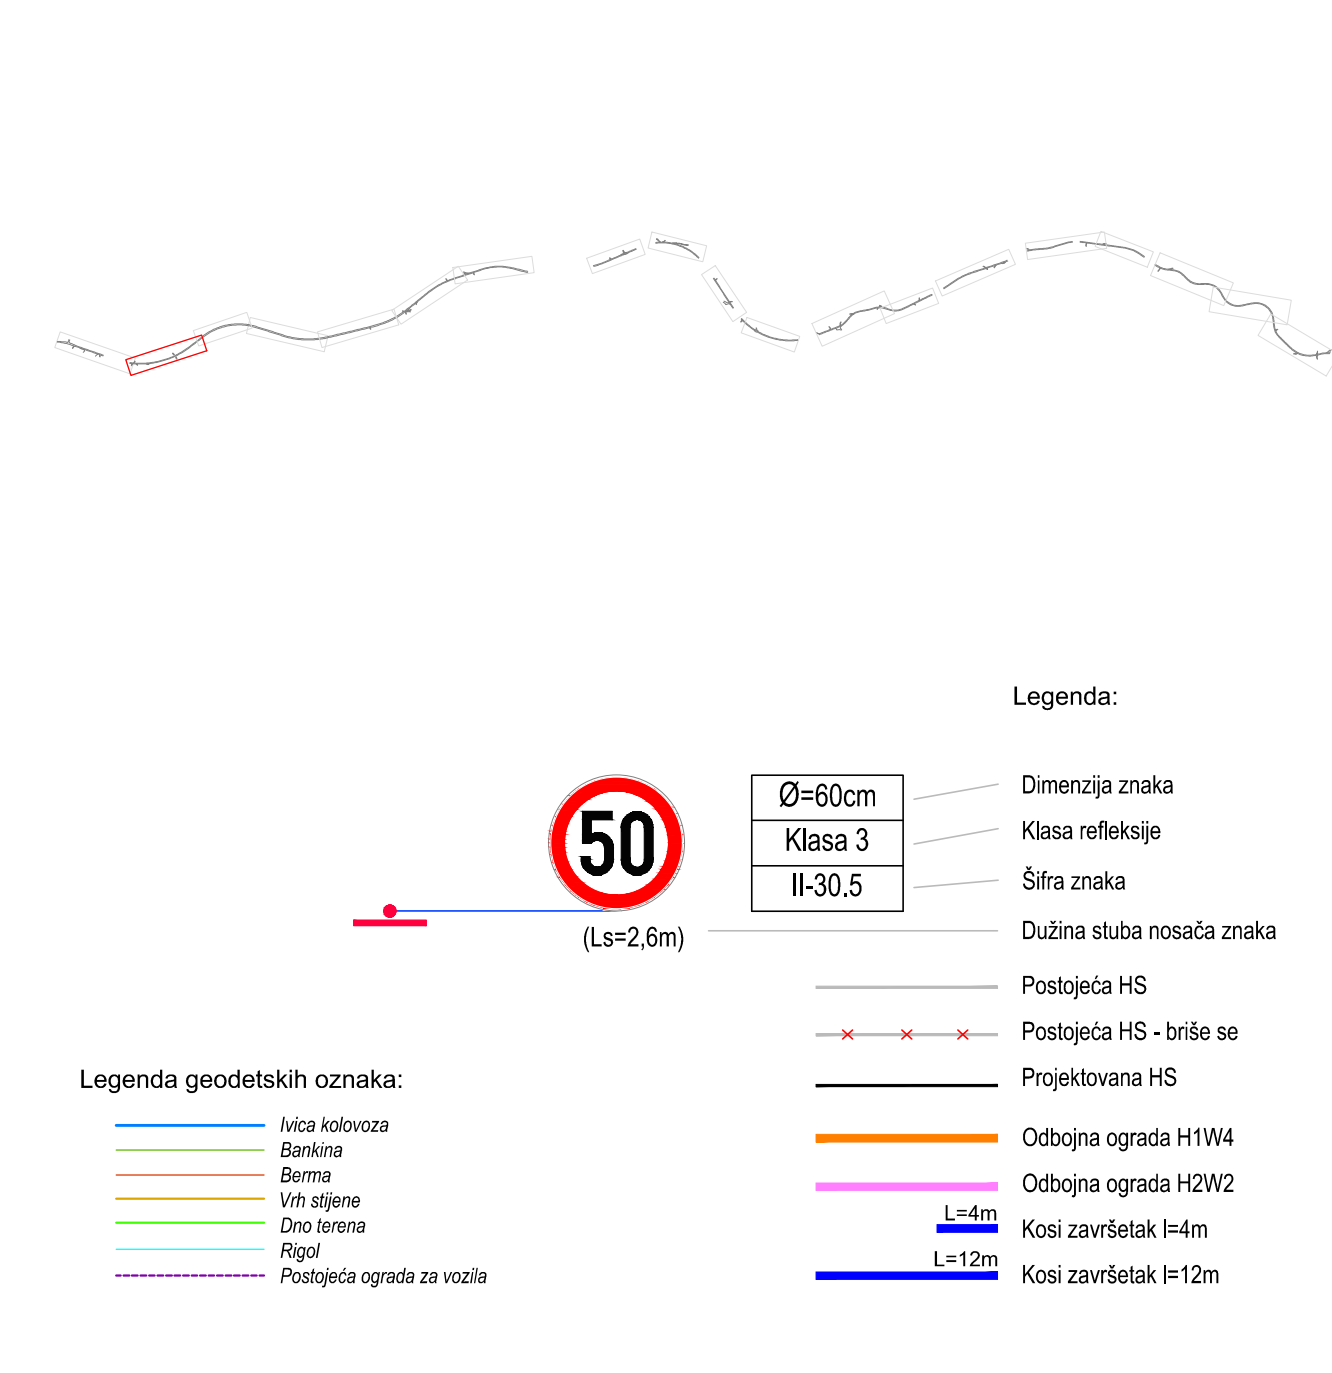 Legenda:
50
Ø=60cm
Klasa 3
II-30.5
(Ls=2,6m)
Dimenzija znaka
Klasa refleksije
Šifra znaka
Dužina stuba nosača znaka
Postojeća HS
Postojeća HS - briše se
Projektovana HS
Odbojna ograda H1W4
Odbojna ograda H2W2
L=4m
Kosi završetak l=4m
L=12m
Kosi završetak l=12m
Legenda geodetskih oznaka:
Ivica kolovoza
Bankina
Berma
Vrh stijene
Dno terena
Rigol
Postojeća ograda za vozila